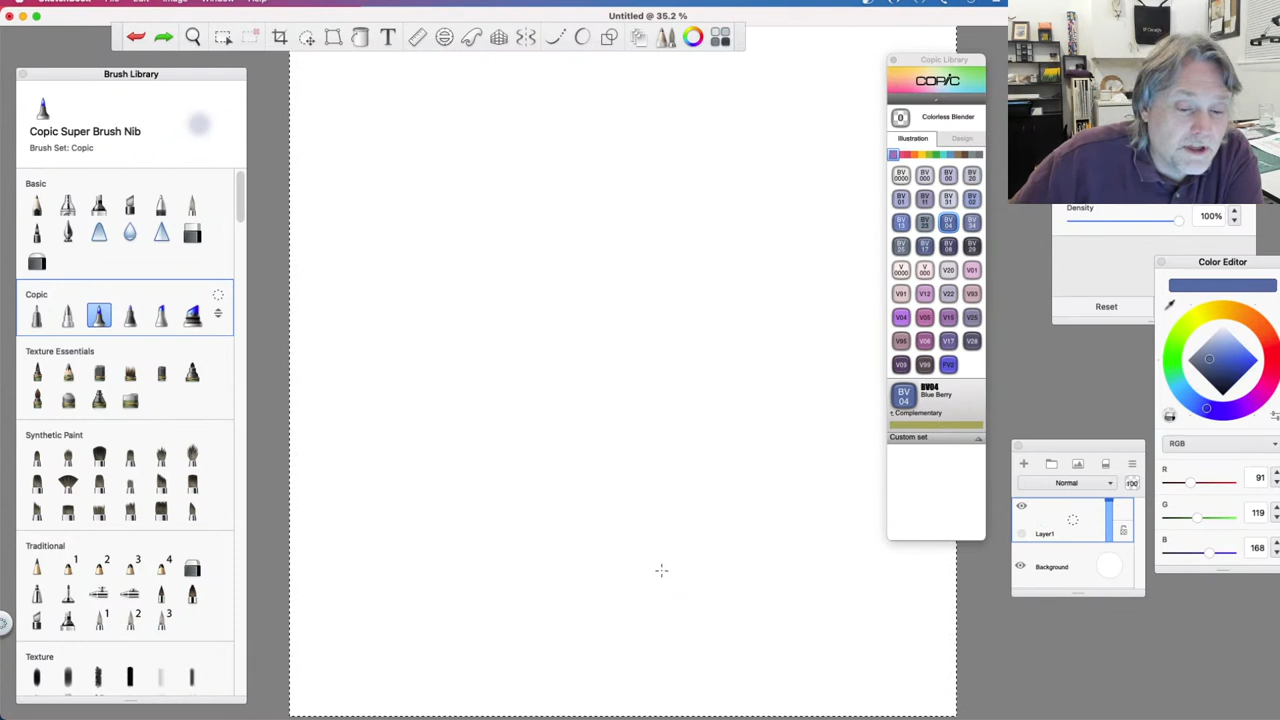 Untitled @ 35.2 %
Brush Library
Copic Super Brush Nib
Brush Set: Copic
Basic
Copic
Texture Essentials
Synthetic Paint
Traditional
1
2
3
4
1
2
3
Texture
Copic Library
COPIC
0
Colorless Blender
Illustration
Design
BV 0000
BV 000
BV 00
BV 20
BV 01
BV 11
BV 31
BV 02
BV 13
BV 23
BV 04
BV 34
BV 25
BV 17
BV 08
BV 29
V 0000
V 000
V20
V01
V91
V12
V22
V93
V04
V05
V15
V25
V95
V06
V17
V28
V09
V99
FV2
BV 04
BV04
Blue Berry
Complementary
Custom set
Density
100%
Reset
Color Editor
RGB
R
91
G
119
B
168
Normal
100
Layer1
Background